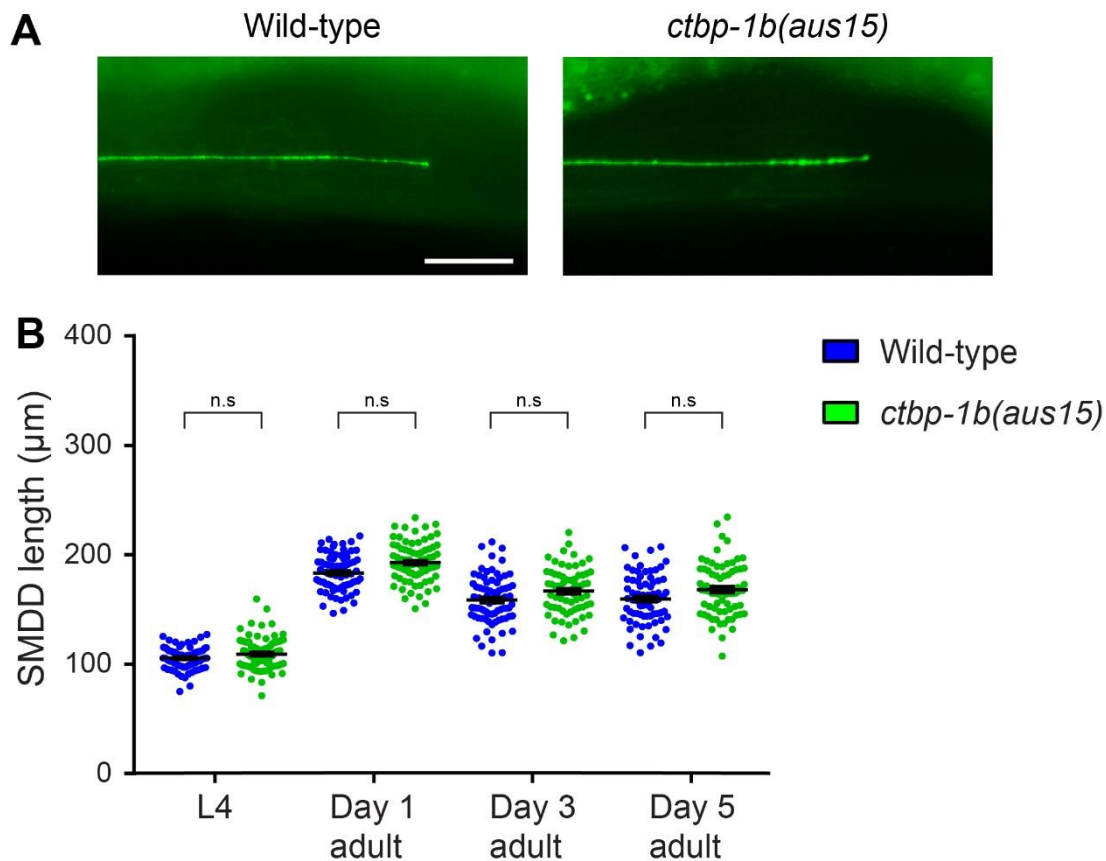 A
Wild-type
ctbp-1b(aus15)
B
400
300
200
100
0
SMDD length (µm)
n.s
n.s
n.s
n.s
Wild-type
ctbp-1b(aus15)
L4
Day 1
adult
Day 3
adult
Day 5
adult